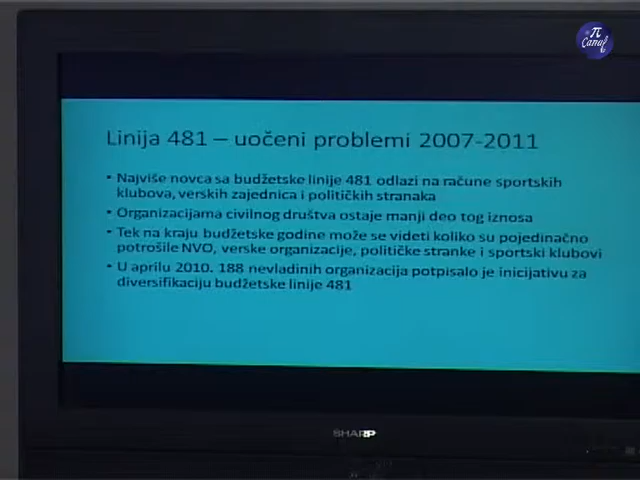 π
Canal
Linija 481 – uočeni problemi 2007-2011
• Najviše novca sa budžetske linije 481 odlazi na račune sportskih
klubova, verskih zajednica i političkih stranaka
• Organizacijama civilnog društva ostaje manji deo tog iznosa
• Tek na kraju budžetske godine može se videti koliko su pojedinačno
potrošile NVO, verske organizacije, političke stranke i sportski klubovi
• U aprilu 2010. 188 nevladinih organizacija potpisalo je inicijativu za
diversifikaciju budžetske linije 481
SHARP